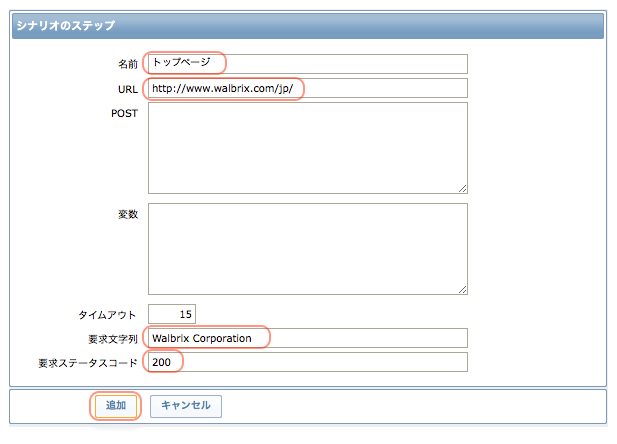 シナリオのステップ
名前 トップページ
URL http://www.walbrix.com/jp/
POST
変数
タイムアウト 15
要求文字列 Walbrix Corporation
要求ステータスコード 200
追加 キャンセル